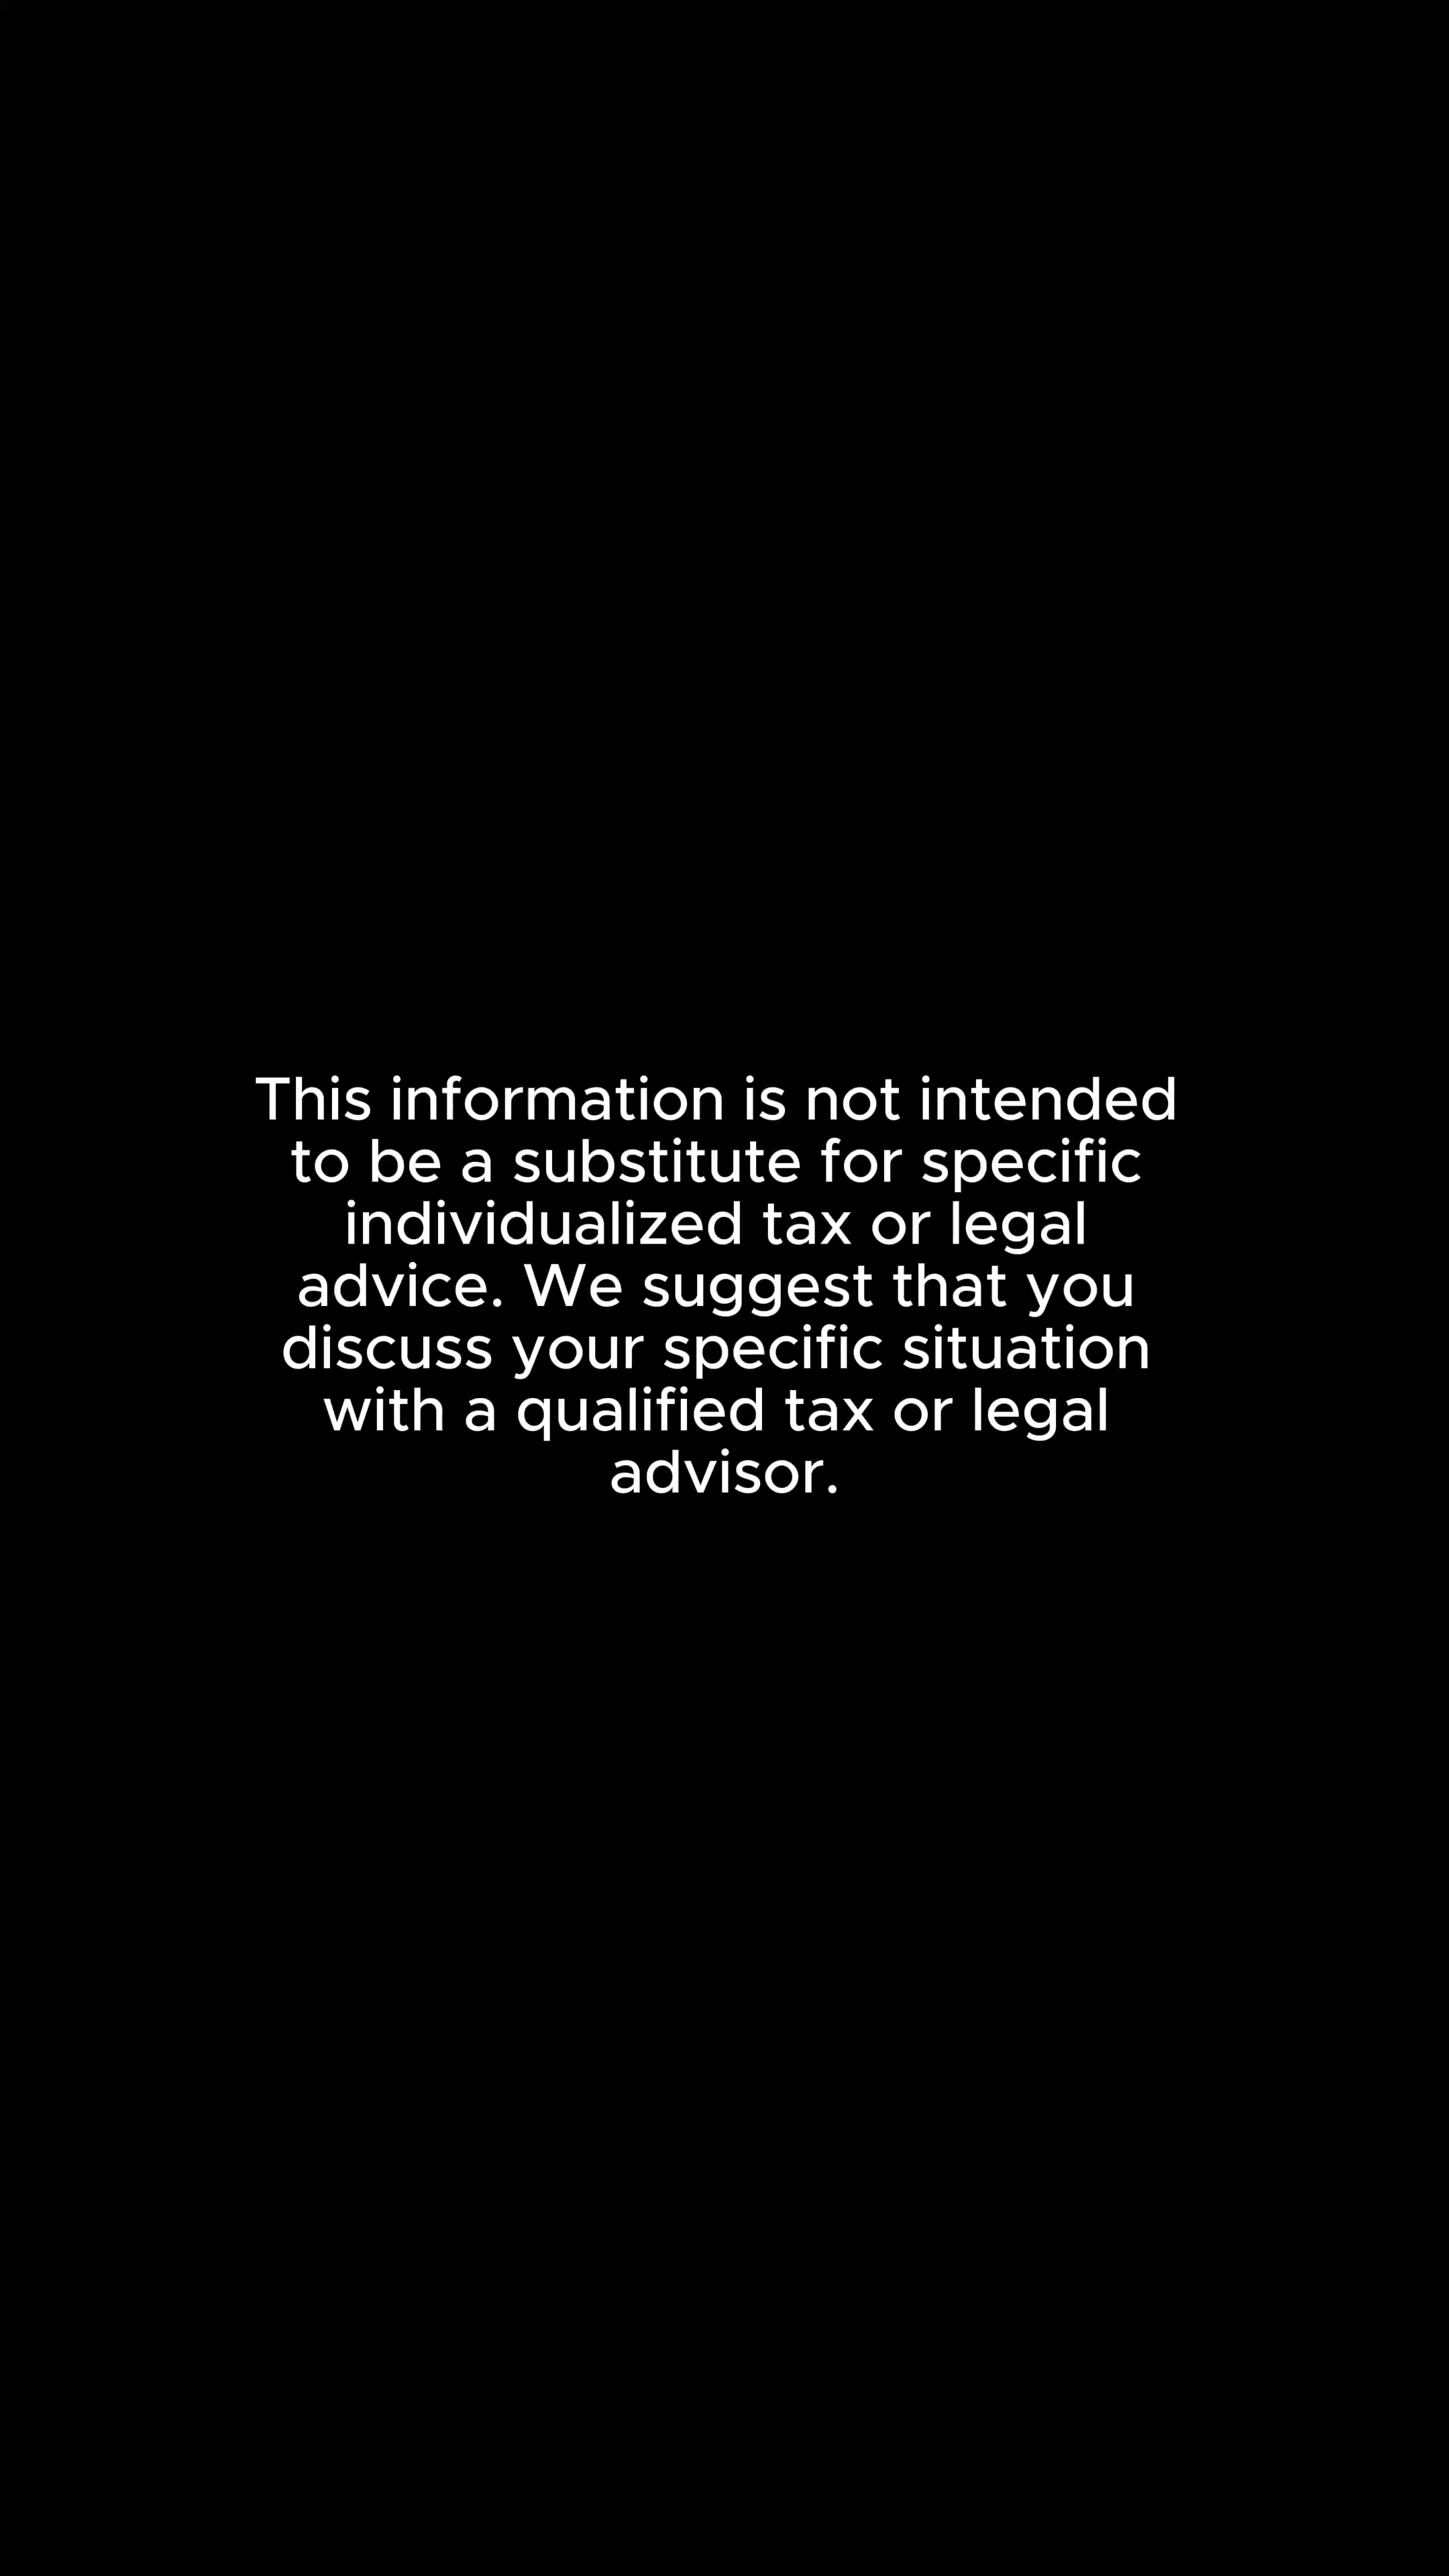 This information is not intended
to be a substitute for specific
individualized tax or legal
advice. We suggest that you
discuss your specific situation
with a qualified tax or legal
advisor.